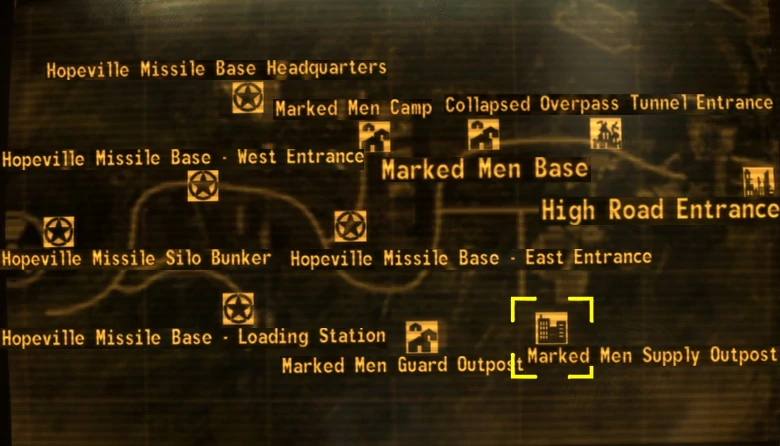 Hopeville Missile Base Headquarters
Marked Men Camp
Collapsed Overpass Tunnel Entrance
Hopeville Missile Base - West Entrance
Marked Men Base
High Road Entrance
Hopeville Missile Silo Bunker
Hopeville Missile Base - East Entrance
Hopeville Missile Base - Loading Station
Marked Men Guard Outpost
Marked Men Supply Outpost